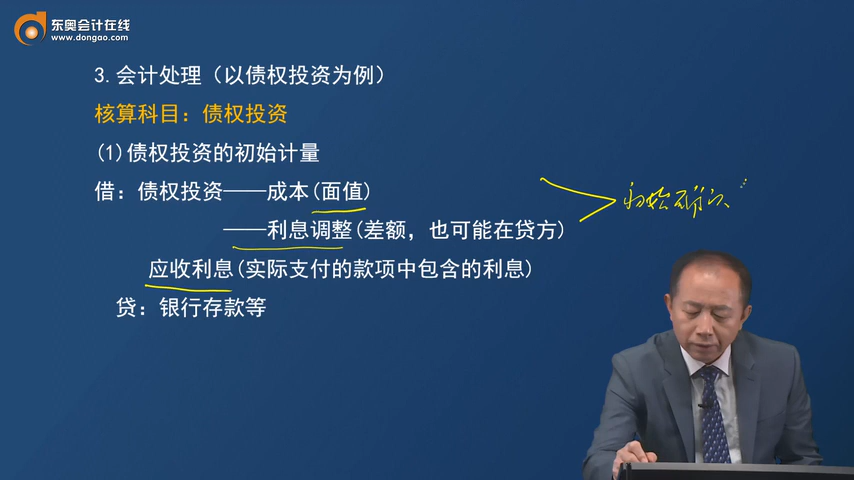 东奥会计在线
www.dongao.com
3.会计处理（以债权投资为例）
核算科目：债权投资
(1)债权投资的初始计量
借：债权投资——成本(面值)
——利息调整(差额，也可能在贷方)
应收利息(实际支付的款项中包含的利息)
贷：银行存款等
初始确认